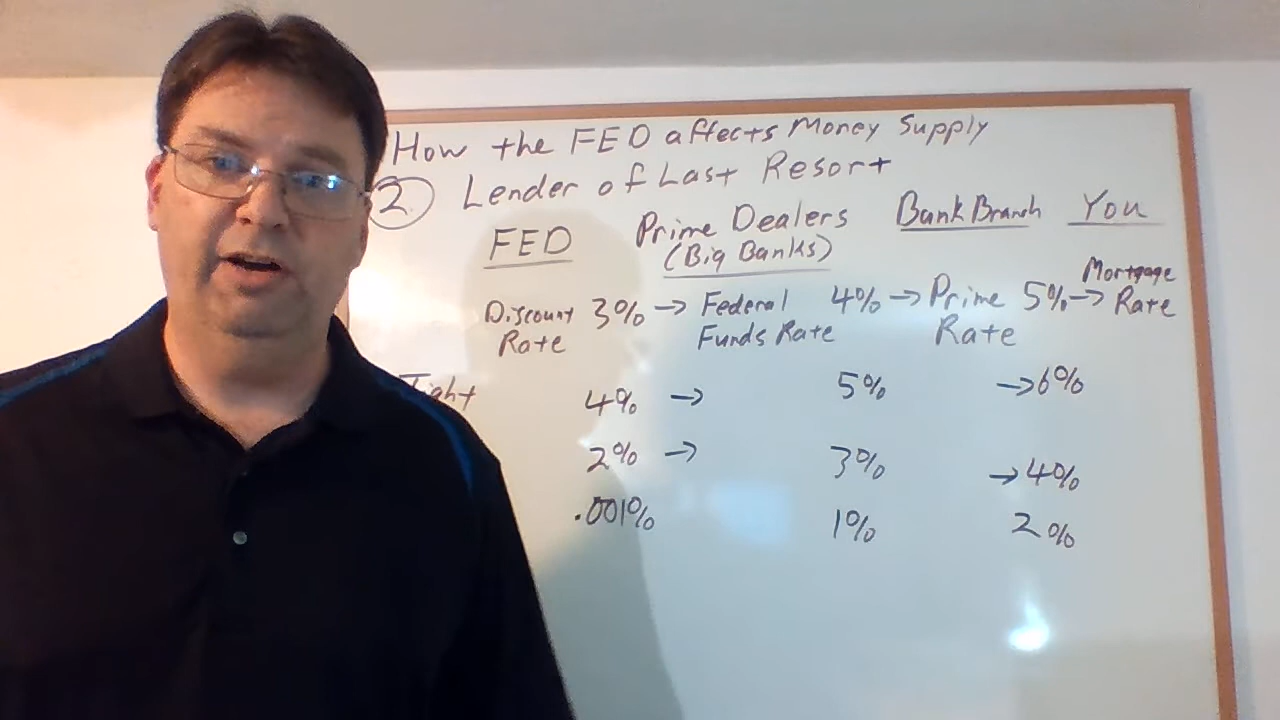 How the FED affects Money Supply
2. Lender of Last Resort
FED Prime Dealers Bank Branch You
(Big Banks)
Discount Rate 3% → Federal Funds Rate 4% → Prime Rate 5% → Mortgage Rate
Tight 4% → 5% → 6%
2% → 3% → 4%
.001% 1% 2%